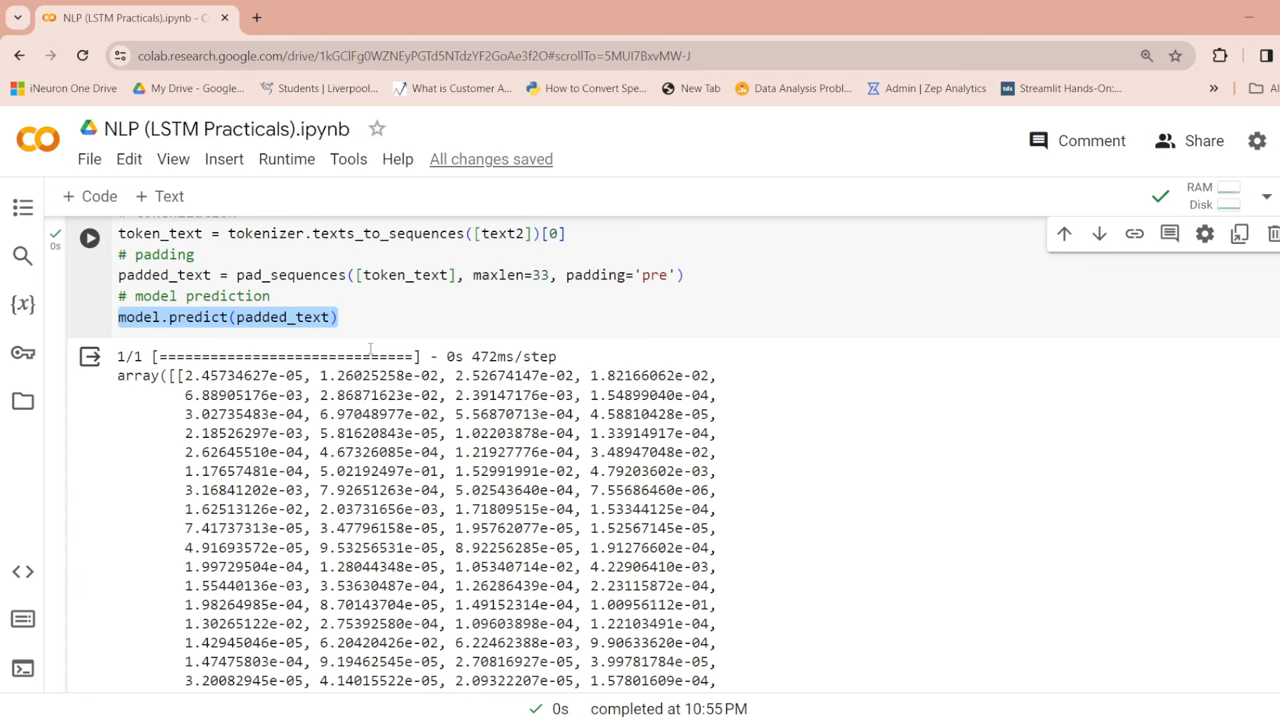 NLP (LSTM Practicals).ipynb - C
colab.research.google.com/drive/1kGClFg0WZNEyPGTd5NTdzYF2GoAe3f2O#scrollTo=5MUI7BxvMW-J
iNeuron One Drive
My Drive - Google...
Students | Liverpool...
What is Customer A...
How to Convert Spe...
New Tab
Data Analysis Probl...
Admin | Zep Analytics
Streamlit Hands-On:...
»
NLP (LSTM Practicals).ipynb
File Edit View Insert Runtime Tools Help All changes saved
Comment
Share
+ Code + Text
RAM
Disk
0s
token_text = tokenizer.texts_to_sequences([text2])[0]
# padding
padded_text = pad_sequences([token_text], maxlen=33, padding='pre')
# model prediction
model.predict(padded_text)
1/1 [==============================] - 0s 472ms/step
array([[2.45734627e-05, 1.26025258e-02, 2.52674147e-02, 1.82166062e-02,
6.88905176e-03, 2.86871623e-02, 2.39147176e-03, 1.54899040e-04,
3.02735483e-04, 6.97048977e-02, 5.56870713e-04, 4.58810428e-05,
2.18526297e-03, 5.81620843e-05, 1.02203878e-04, 1.33914917e-04,
2.62645510e-04, 4.67326085e-04, 1.21927776e-04, 3.48947048e-02,
1.17657481e-04, 5.02192497e-01, 1.52991991e-02, 4.79203602e-03,
3.16841202e-03, 7.92651263e-04, 5.02543640e-04, 7.55686460e-06,
1.62513126e-02, 2.03731656e-03, 1.71809515e-04, 1.53344125e-04,
7.41737313e-05, 3.47796158e-05, 1.95762077e-05, 1.52567145e-05,
4.91693572e-05, 9.53256531e-05, 8.92256285e-05, 1.91276602e-04,
1.99729504e-04, 1.28044348e-05, 1.05340714e-02, 4.22906410e-03,
1.55440136e-03, 3.53630487e-04, 1.26286439e-04, 2.23115872e-04,
1.98264985e-04, 8.70143704e-05, 1.49152314e-04, 1.00956112e-01,
1.30265122e-02, 2.75392580e-04, 1.09603898e-04, 1.22103491e-04,
1.42945046e-05, 6.20420426e-02, 6.22462388e-03, 9.90633620e-04,
1.47475803e-04, 9.19462545e-05, 2.70816927e-05, 3.99781784e-05,
3.20082945e-05, 4.14015522e-05, 2.09322207e-05, 1.57801609e-04,
0s completed at 10:55 PM